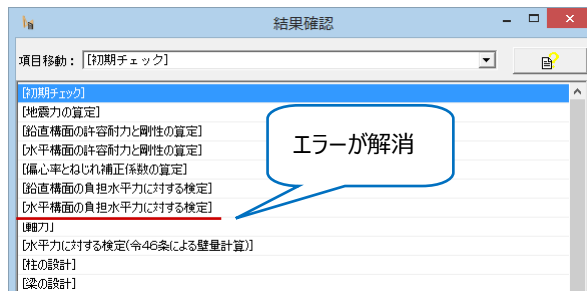 結果確認
項目移動： [初期チェック]
[初期チェック]
[地震力の算定]
[鉛直構面の許容耐力と剛性の算定]
[水平構面の許容耐力と剛性の算定]
[偏心率とねじれ補正係数の算定]
[鉛直構面の負担水平力に対する検定]
[水平構面の負担水平力に対する検定]
[軸力]
[水平力に対する検定(令46条による壁量計算)]
[柱の設計]
[梁の設計]
エラーが解消